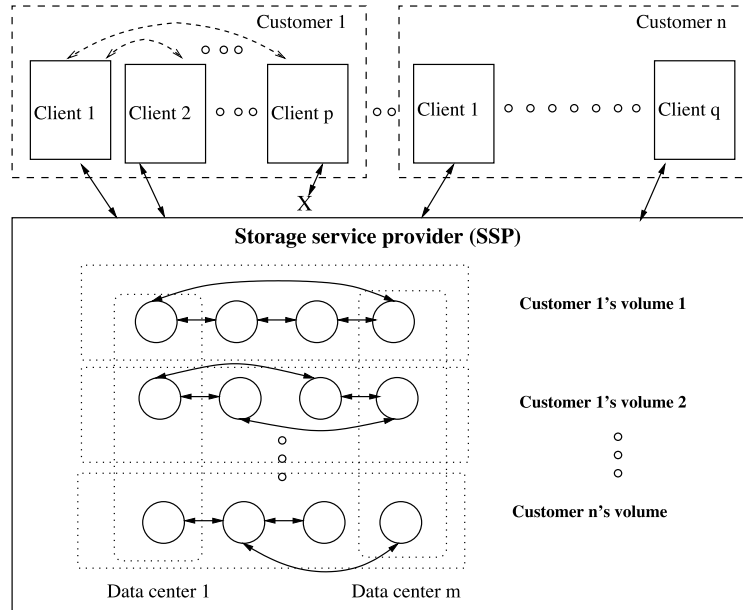 Customer 1
Customer n
Client 1
Client 2
Client p
Client 1
Client q
X
Storage service provider (SSP)
Customer 1's volume 1
Customer 1's volume 2
Customer n's volume
Data center 1
Data center m